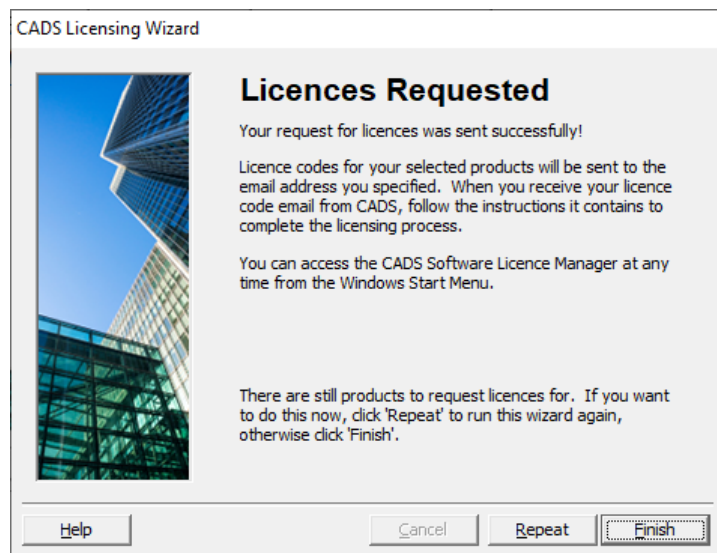 CADS Licensing Wizard
Licences Requested
Your request for licences was sent successfully!
Licence codes for your selected products will be sent to the
email address you specified.  When you receive your licence
code email from CADS, follow the instructions it contains to
complete the licensing process.
You can access the CADS Software Licence Manager at any
time from the Windows Start Menu.
There are still products to request licences for.  If you want
to do this now, click 'Repeat' to run this wizard again,
otherwise click 'Finish'.
Help
Cancel
Repeat
Finish